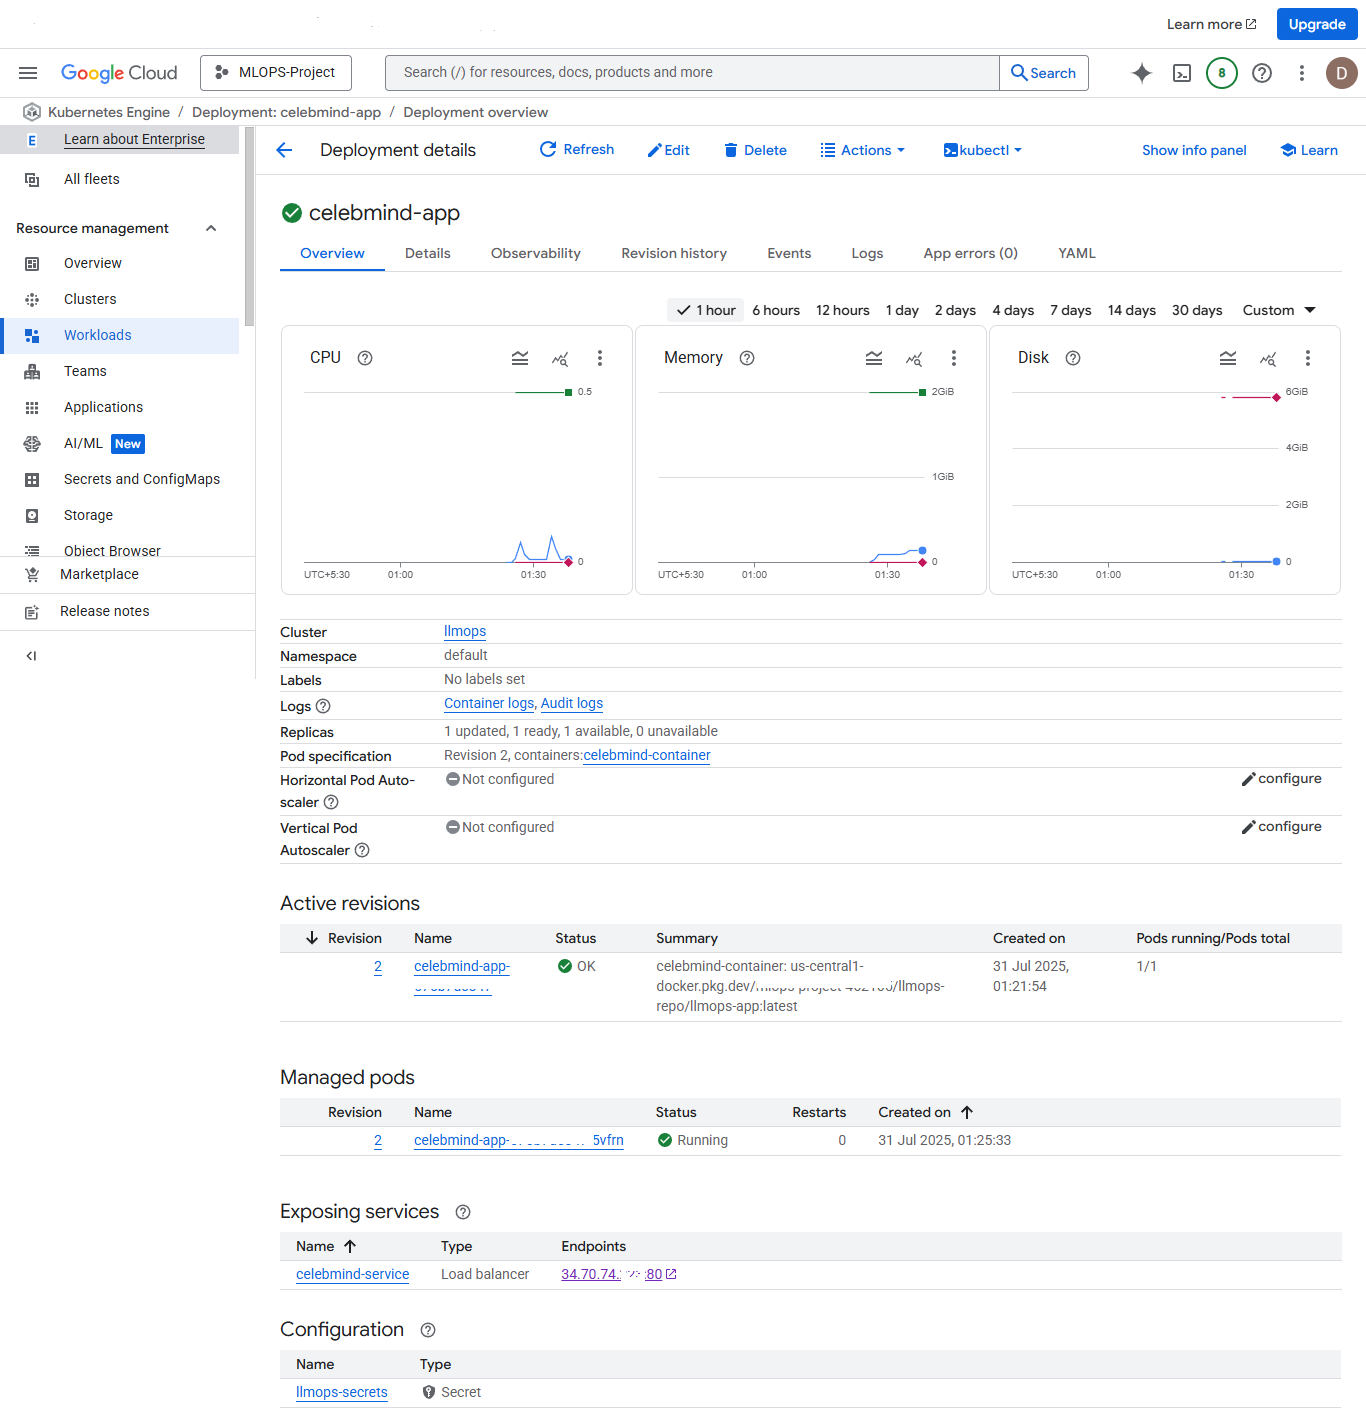 Learn more
Upgrade
Google Cloud
MLOPS-Project
Search (/) for resources, docs, products and more
Search
8
D
Kubernetes Engine / Deployment: celebmind-app / Deployment overview
E Learn about Enterprise
All fleets
Resource management
Overview
Clusters
Workloads
Teams
Applications
AI/ML New
Secrets and ConfigMaps
Storage
Object Browser
Marketplace
Release notes
Deployment details
Refresh
Edit
Delete
Actions
kubectl
Show info panel
Learn
celebmind-app
Overview Details Observability Revision history Events Logs App errors (0) YAML
1 hour 6 hours 12 hours 1 day 2 days 4 days 7 days 14 days 30 days Custom
CPU
0.5
0
UTC+5:30 01:00 01:30
Memory
2GiB
1GiB
0
UTC+5:30 01:00 01:30
Disk
6GiB
4GiB
2GiB
0
UTC+5:30 01:00 01:30
Cluster llmops
Namespace default
Labels No labels set
Logs Container logs, Audit logs
Replicas 1 updated, 1 ready, 1 available, 0 unavailable
Pod specification Revision 2, containers:celebmind-container
Horizontal Pod Auto-
scaler
Not configured
configure
Vertical Pod
Autoscaler
Not configured
configure
Active revisions
Revision Name Status Summary Created on Pods running/Pods total
2 celebmind-app- OK celebmind-container: us-central1- 31 Jul 2025, 1/1
docker.pkg.dev/ /llmops- 01:21:54
repo/llmops-app:latest
Managed pods
Revision Name Status Restarts Created on
2 celebmind-app- 5vfrn Running 0 31 Jul 2025, 01:25:33
Exposing services
Name Type Endpoints
celebmind-service Load balancer 34.70.74. :80
Configuration
Name Type
llmops-secrets Secret